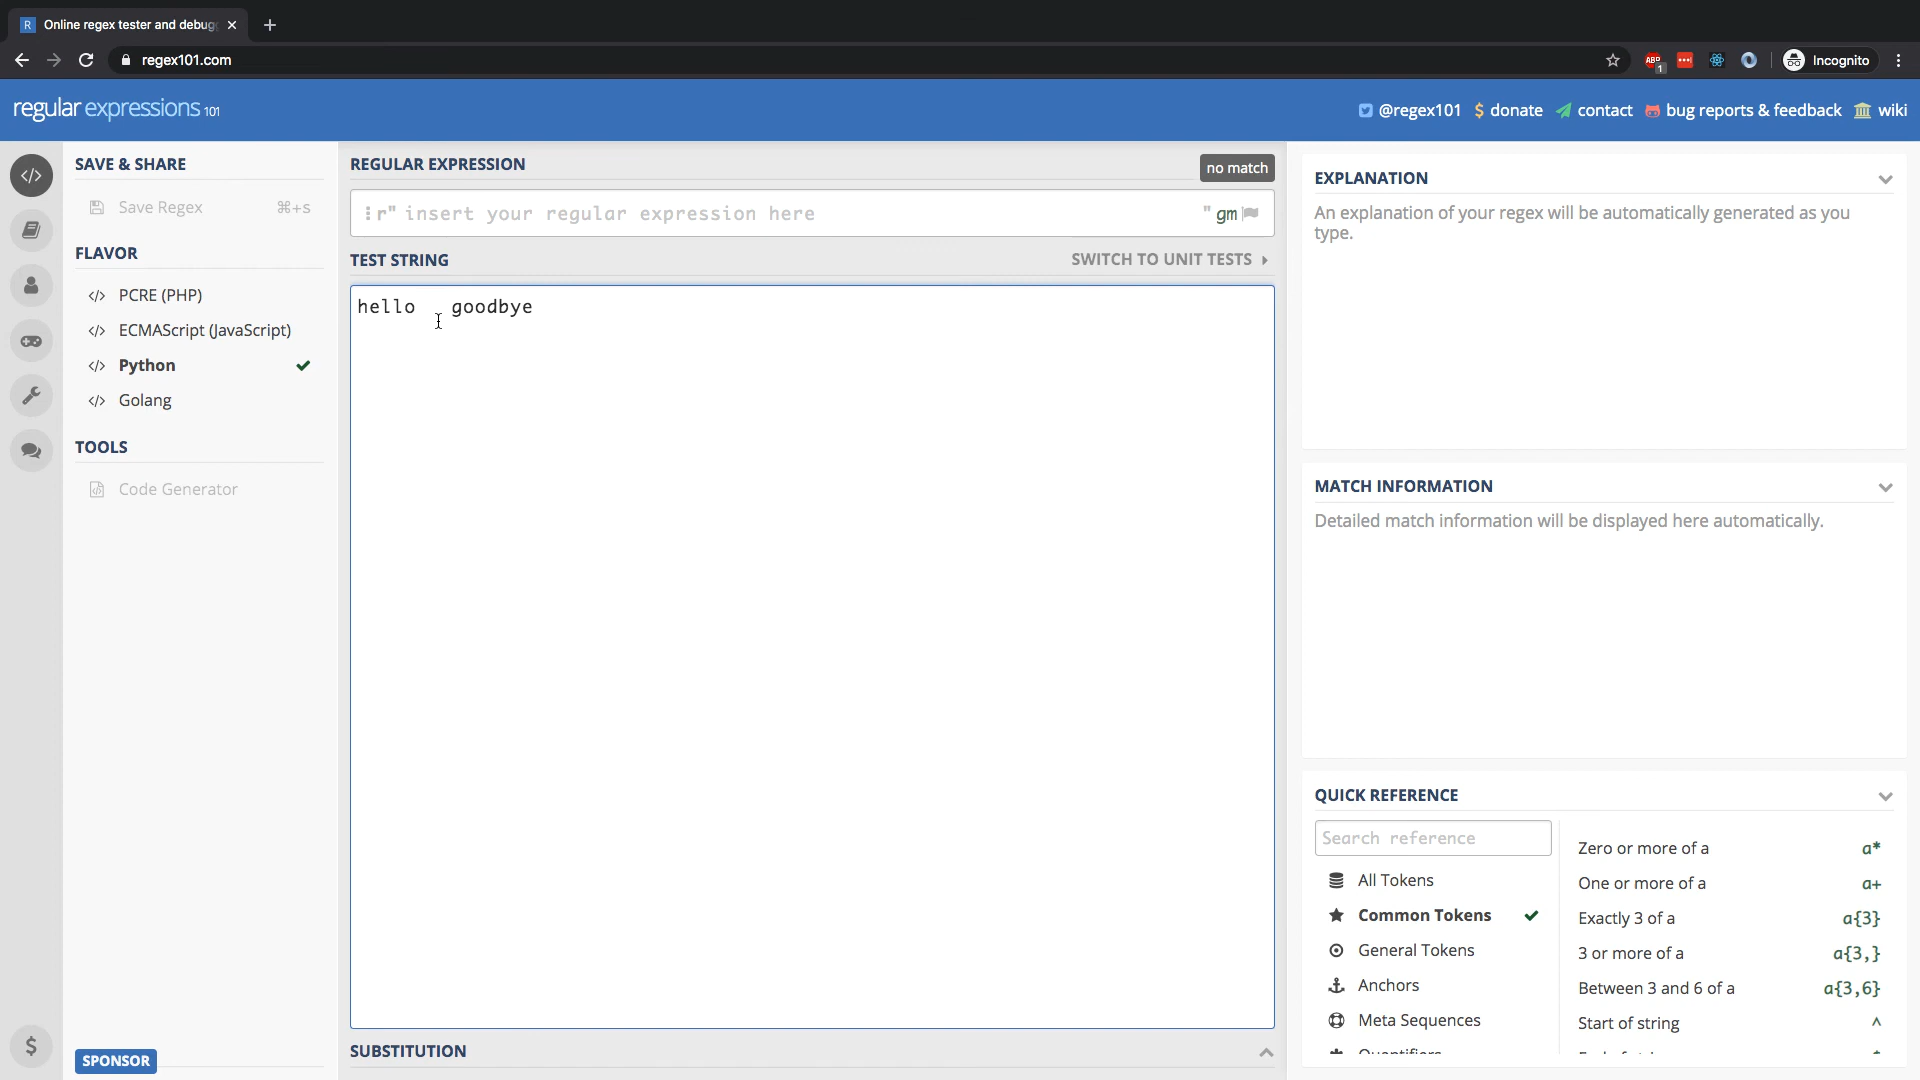 Online regex tester and debug
regex101.com
ABP
1
Incognito
regular expressions 101
@regex101
$ donate
contact
bug reports & feedback
wiki
SAVE & SHARE
Save Regex ⌘+s
FLAVOR
</> PCRE (PHP)
</> ECMAScript (JavaScript)
</> Python
</> Golang
TOOLS
Code Generator
$
SPONSOR
REGULAR EXPRESSION
no match
r" insert your regular expression here " gm
TEST STRING
SWITCH TO UNIT TESTS
hello   goodbye
SUBSTITUTION
EXPLANATION
An explanation of your regex will be automatically generated as you
type.
MATCH INFORMATION
Detailed match information will be displayed here automatically.
QUICK REFERENCE
Search reference
All Tokens
Common Tokens
General Tokens
Anchors
Meta Sequences
Zero or more of a a*
One or more of a a+
Exactly 3 of a a{3}
3 or more of a a{3,}
Between 3 and 6 of a a{3,6}
Start of string ^